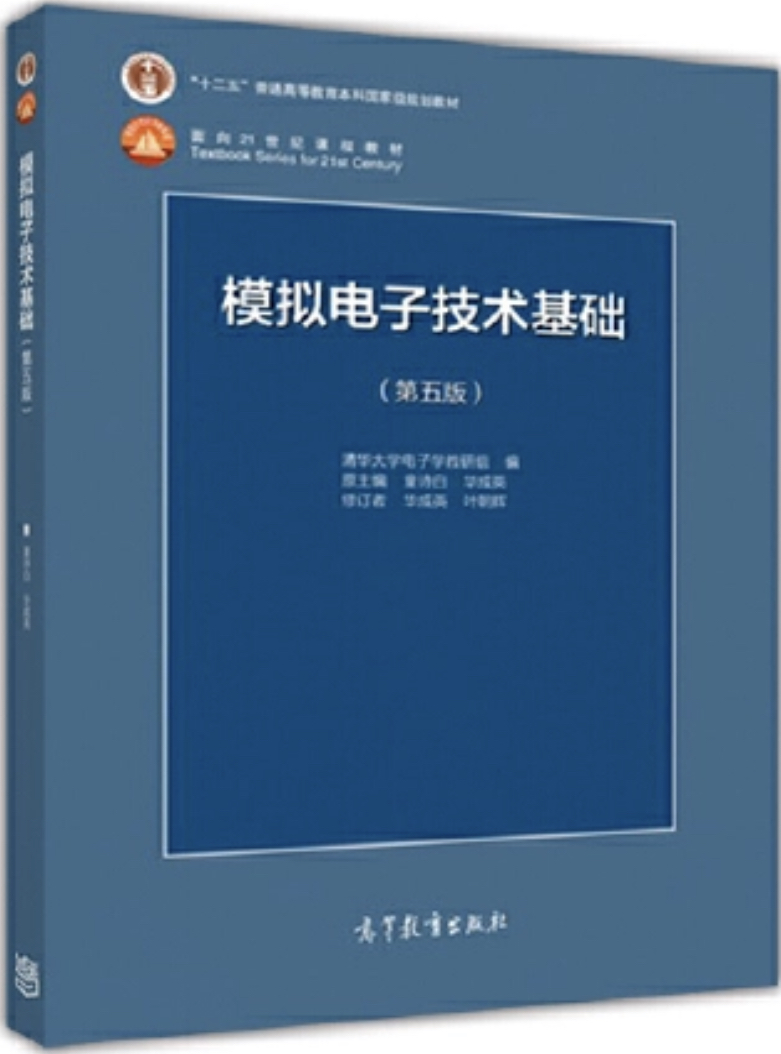 "十二五"普通高等教育本科国家级规划教材
面向21世纪课程教材
Textbook Series for 21st Century
模拟电子技术基础
（第五版）
清华大学电子学教研组 编
原主编 童诗白 华成英
修订者 华成英 叶朝辉
高等教育出版社
模拟电子技术基础（第五版）